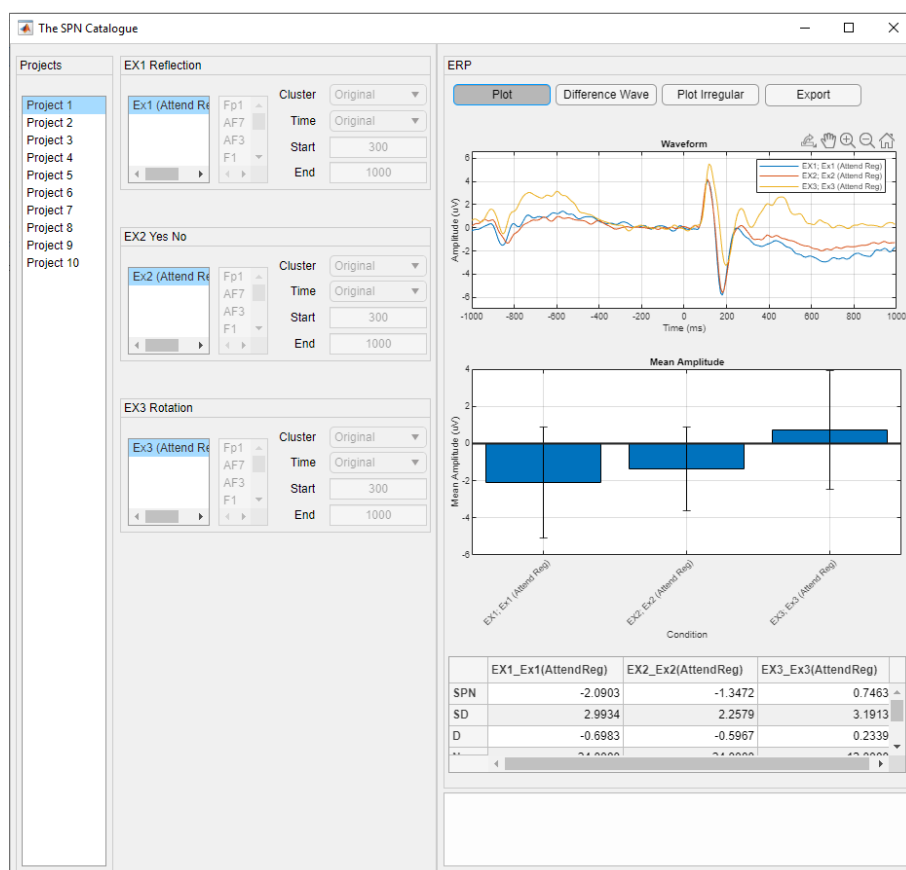 The SPN Catalogue
Projects
Project 1
Project 2
Project 3
Project 4
Project 5
Project 6
Project 7
Project 8
Project 9
Project 10
EX1 Reflection
Ex1 (Attend Re
Fp1
AF7
AF3
F1
Cluster Original
Time Original
Start 300
End 1000
EX2 Yes No
Ex2 (Attend Re
Fp1
AF7
AF3
F1
Cluster Original
Time Original
Start 300
End 1000
EX3 Rotation
Ex3 (Attend Re
Fp1
AF7
AF3
F1
Cluster Original
Time Original
Start 300
End 1000
ERP
Plot Difference Wave Plot Irregular Export
Waveform
EX1; Ex1 (Attend Reg)
EX2; Ex2 (Attend Reg)
EX3; Ex3 (Attend Reg)
Amplitude (uV)
6
4
2
0
-2
-4
-6
-1000 -800 -600 -400 -200 0 200 400 600 800 1000
Time (ms)
Mean Amplitude
Mean Amplitude (uV)
4
2
0
-2
-4
-6
EX1; Ex1 (Attend Reg)
EX2; Ex2 (Attend Reg)
EX3; Ex3 (Attend Reg)
Condition
EX1_Ex1(AttendReg) EX2_Ex2(AttendReg) EX3_Ex3(AttendReg)
SPN -2.0903 -1.3472 0.7463
SD 2.9934 2.2579 3.1913
D -0.6983 -0.5967 0.2339